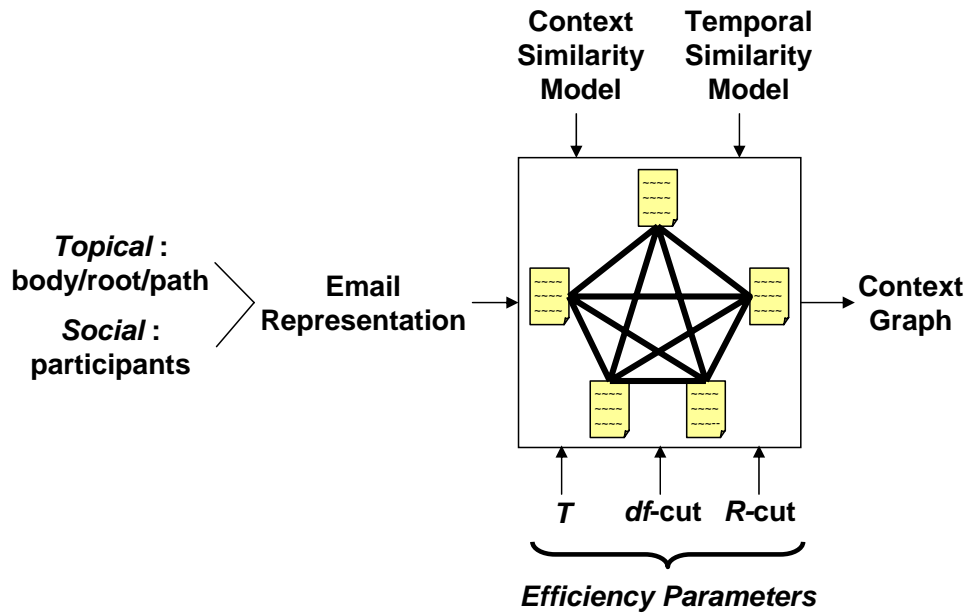 Context
Similarity
Model
Temporal
Similarity
Model
Topical :
body/root/path
Social :
participants
Email
Representation
~~~~
~~~~
~~~~
~~~~
~~~~
~~~~
~~~~
~~~~
~~~~
~~~~
~~~~
~~~~
~~~~
~~~~
~~~--
Context
Graph
T
df-cut
R-cut
Efficiency Parameters